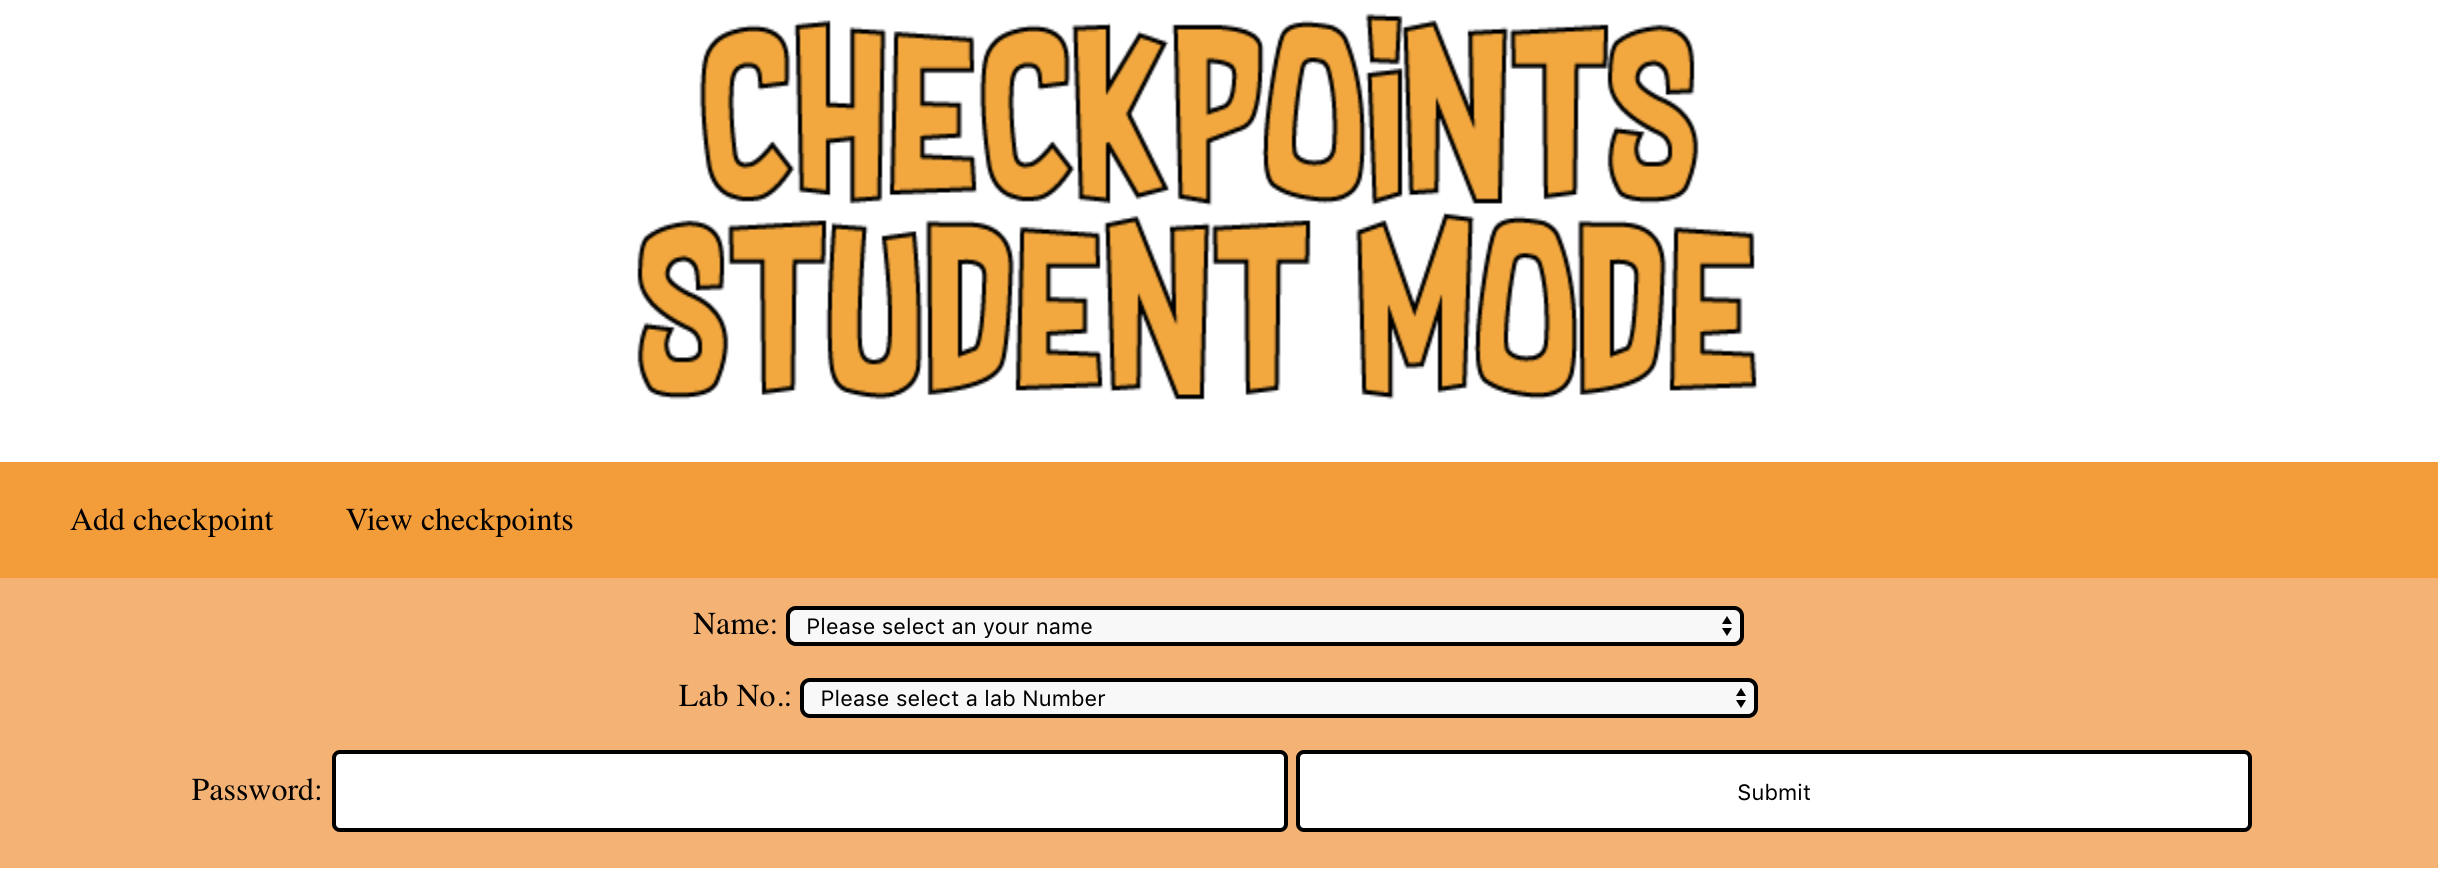 CHECKPOiNTS
STUDENT MODE
Add checkpoint View checkpoints
Name: Please select an your name
Lab No.: Please select a lab Number
Password: Submit